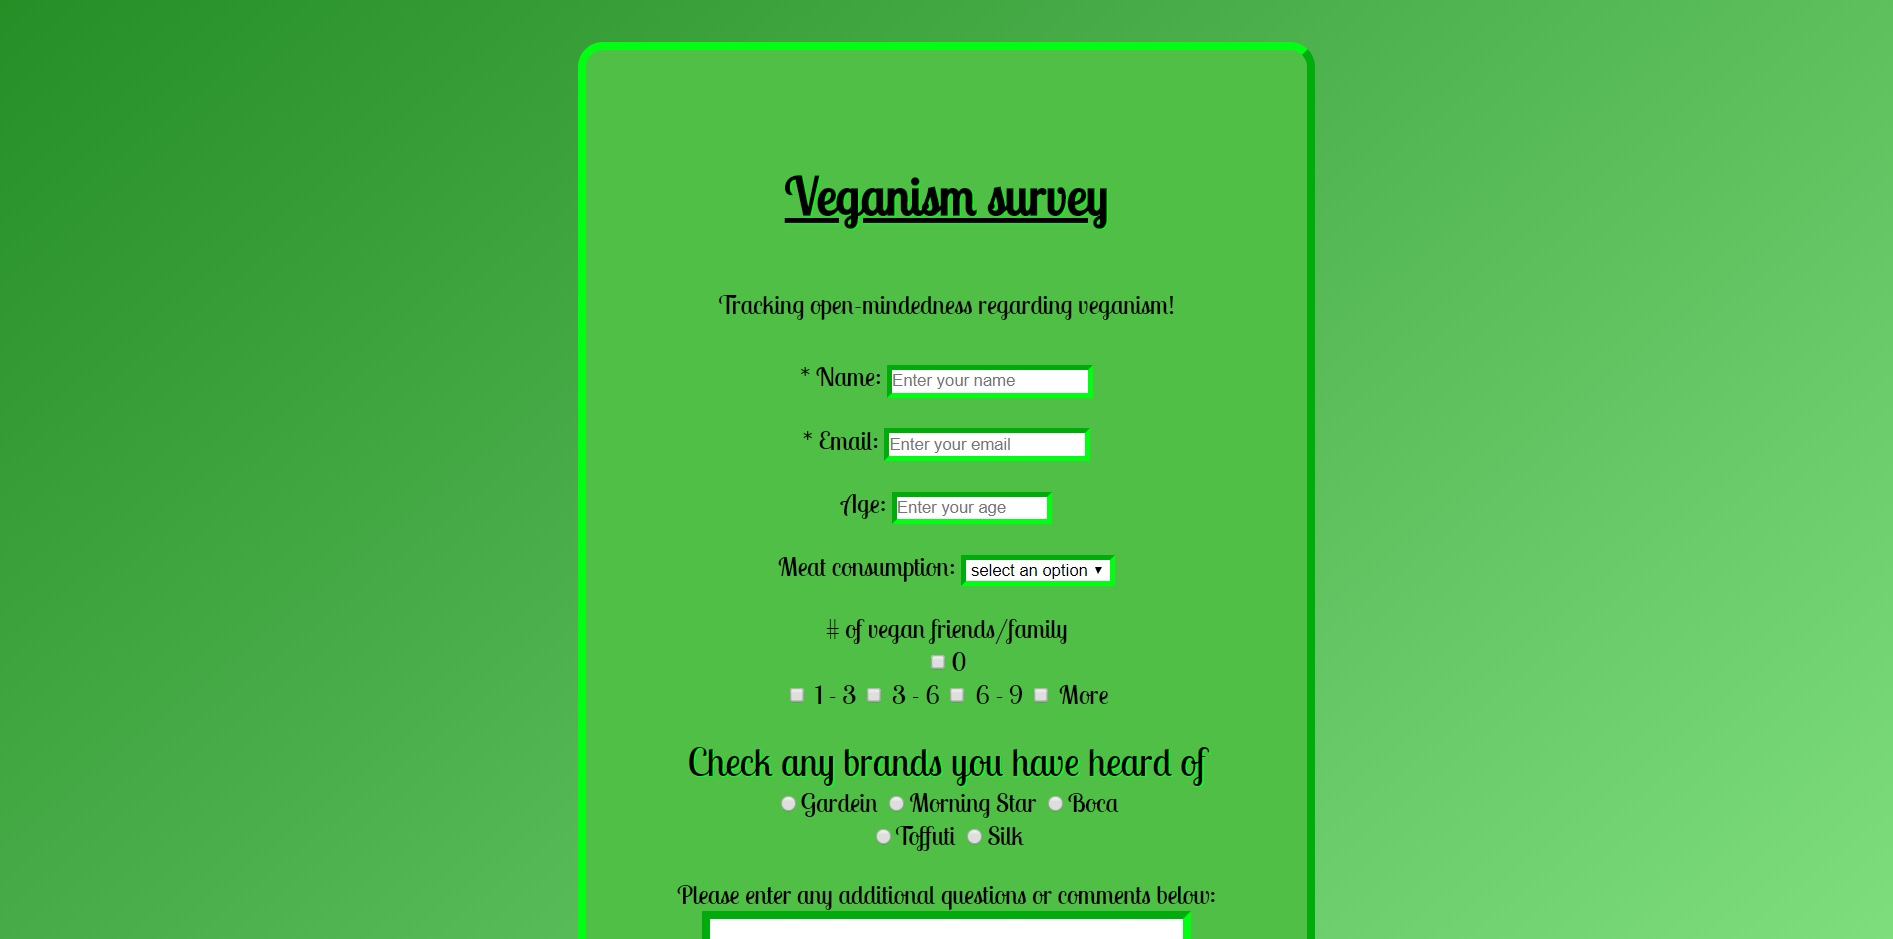 Veganism survey
Tracking open-mindedness regarding veganism!
* Name: Enter your name
* Email: Enter your email
Age: Enter your age
Meat consumption: select an option
# of vegan friends/family
0
1 - 3 3 - 6 6 - 9 More
Check any brands you have heard of
Gardein Morning Star Boca
Toffuti Silk
Please enter any additional questions or comments below: